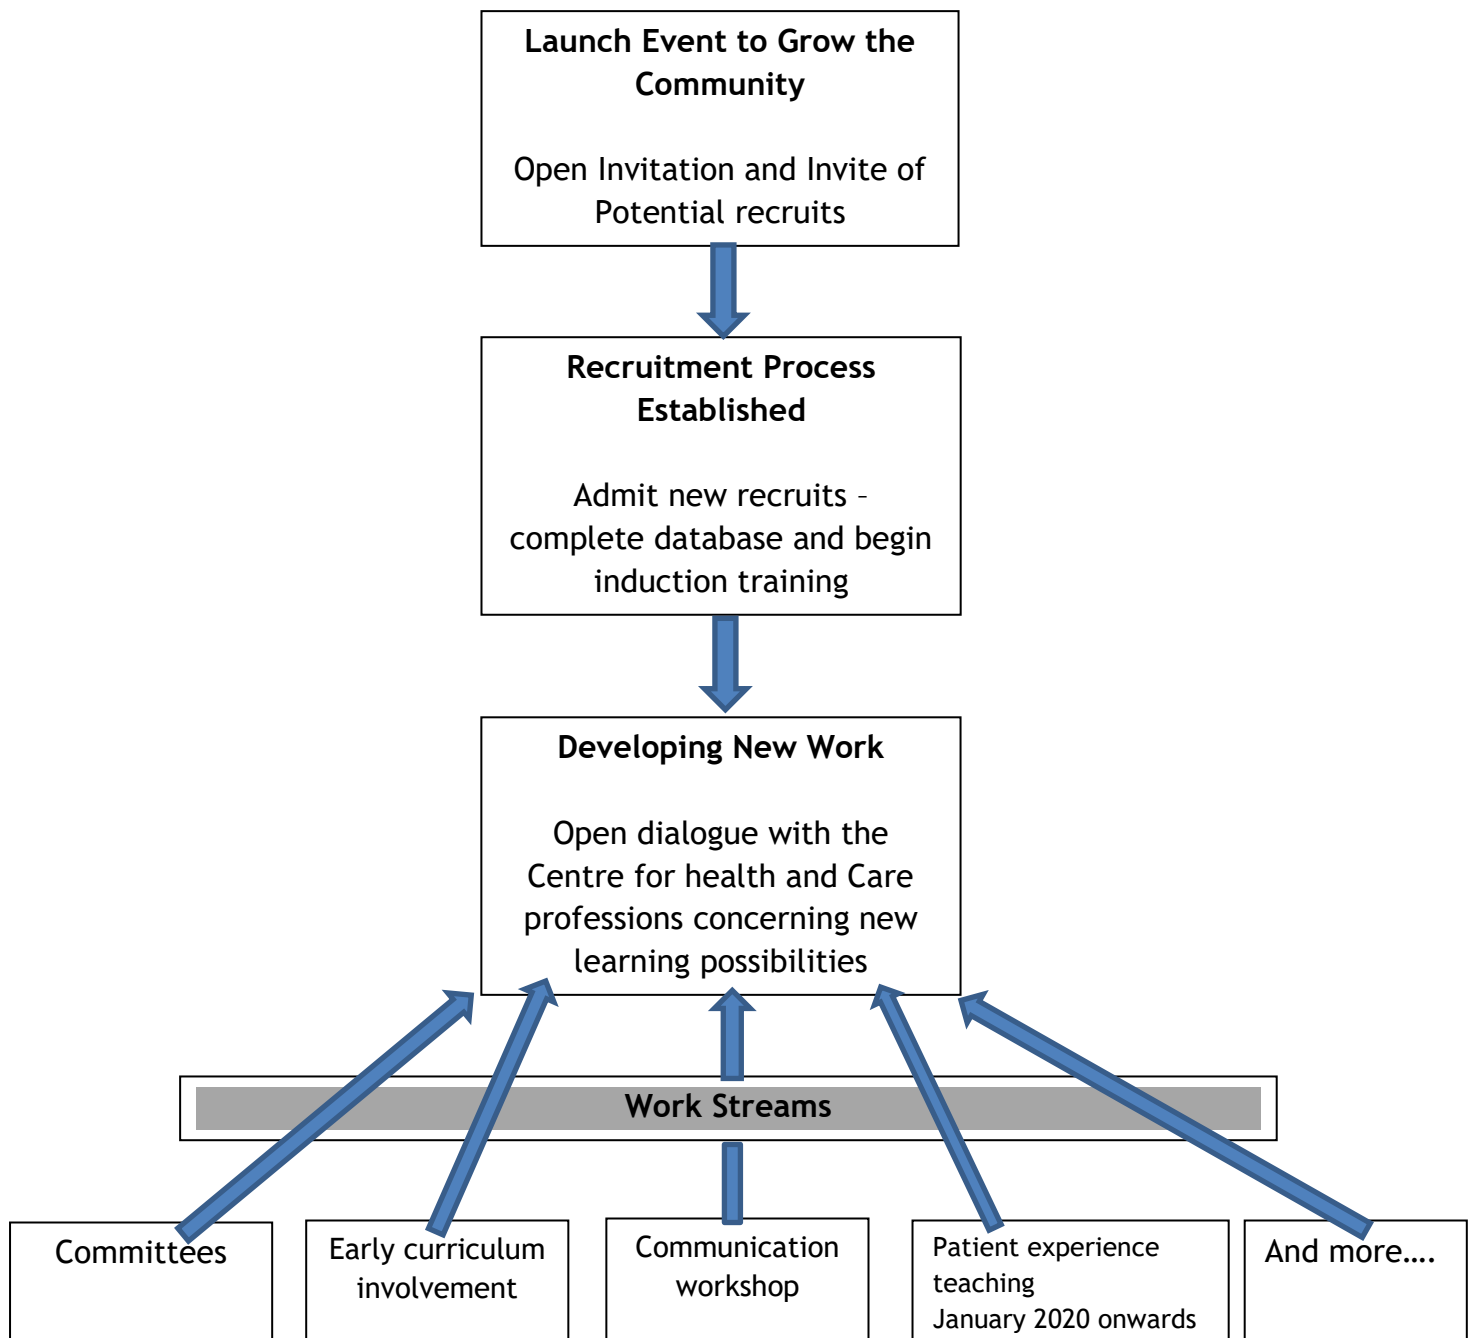 Launch Event to Grow the
Community
Open Invitation and Invite of
Potential recruits
Recruitment Process
Established
Admit new recruits –
complete database and begin
induction training
Developing New Work
Open dialogue with the
Centre for health and Care
professions concerning new
learning possibilities
Work Streams
Committees
Early curriculum
involvement
Communication
workshop
Patient experience
teaching
January 2020 onwards
And more....